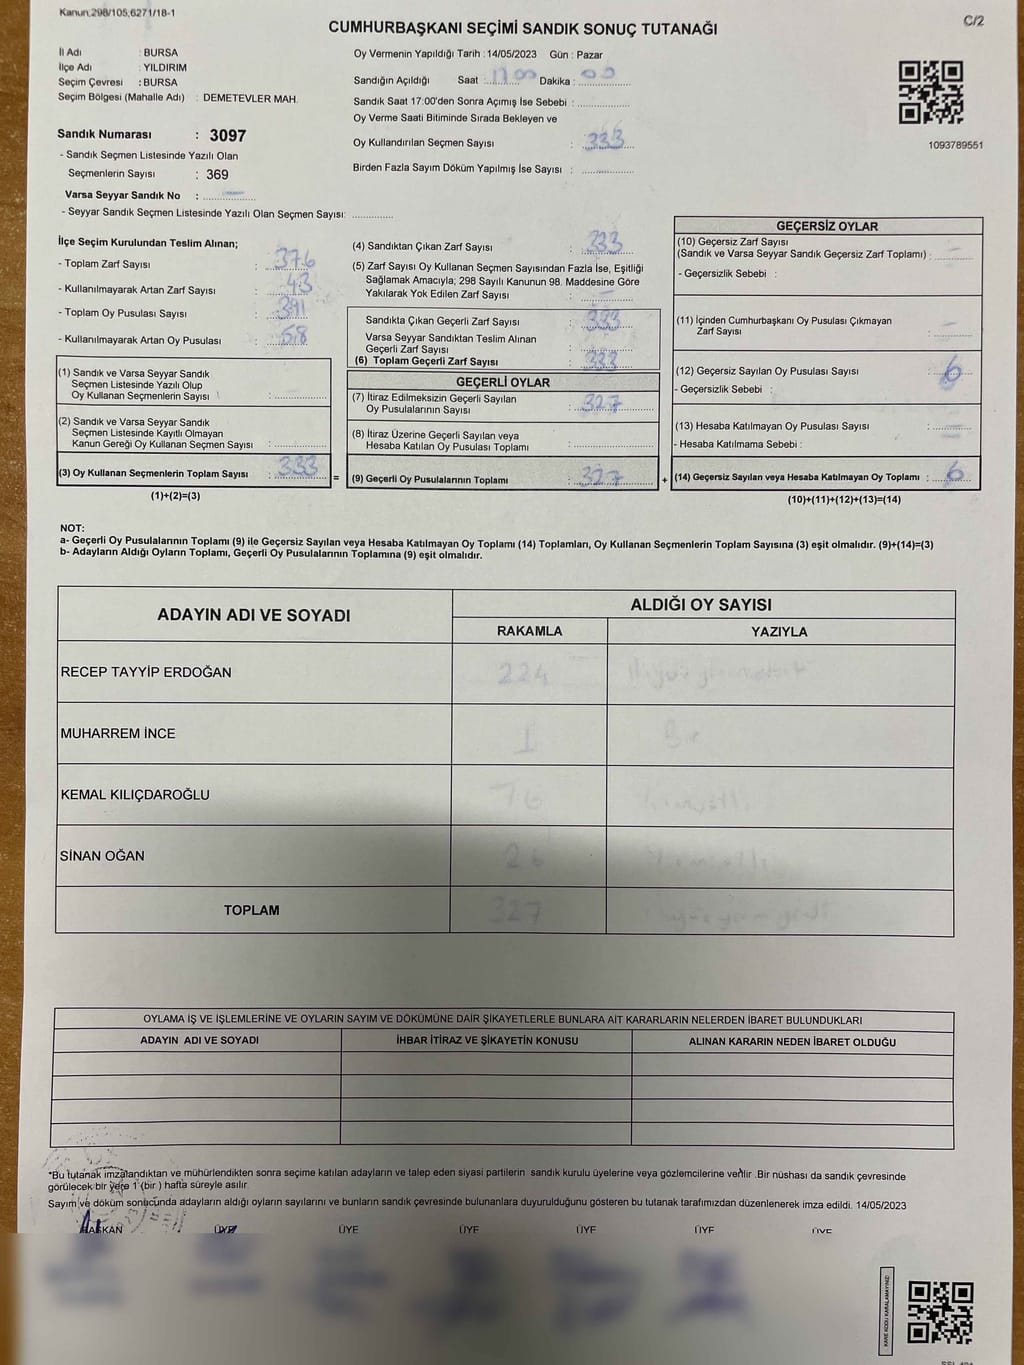 Kanun,298/105,6271/18-1
C/2
CUMHURBAŞKANI SEÇİMİ SANDIK SONUÇ TUTANAĞI
İl Adı : BURSA
İlçe Adı : YILDIRIM
Seçim Çevresi : BURSA
Seçim Bölgesi (Mahalle Adı) : DEMETEVLER MAH.
Sandık Numarası : 3097
- Sandık Seçmen Listesinde Yazılı Olan
Seçmenlerin Sayısı : 369
Varsa Seyyar Sandık No :
- Seyyar Sandık Seçmen Listesinde Yazılı Olan Seçmen Sayısı:
Oy Vermenin Yapıldığı Tarih : 14/05/2023 Gün : Pazar
Sandığın Açıldığı Saat : 17 00 Dakika : 00
Sandık Saat 17:00'den Sonra Açımış İse Sebebi :
Oy Verme Saati Bitiminde Sırada Bekleyen ve
Oy Kullandırılan Seçmen Sayısı : 333
Birden Fazla Sayım Döküm Yapılmış İse Sayısı :
1093789551
İlçe Seçim Kurulundan Teslim Alınan;
- Toplam Zarf Sayısı : 376
- Kullanılmayarak Artan Zarf Sayısı : 43
- Toplam Oy Pusulası Sayısı : 391
- Kullanılmayarak Artan Oy Pusulası : 58
(1) Sandık ve Varsa Seyyar Sandık
Seçmen Listesinde Yazılı Olup
Oy Kullanan Seçmenlerin Sayısı :
(2) Sandık ve Varsa Seyyar Sandık
Seçmen Listesinde Kayıtlı Olmayan
Kanun Gereği Oy Kullanan Seçmen Sayısı :
(3) Oy Kullanan Seçmenlerin Toplam Sayısı : 333
(1)+(2)=(3)
(4) Sandıktan Çıkan Zarf Sayısı : 333
(5) Zarf Sayısı Oy Kullanan Seçmen Sayısından Fazla İse, Eşitliği
Sağlamak Amacıyla; 298 Sayılı Kanunun 98. Maddesine Göre
Yakılarak Yok Edilen Zarf Sayısı : –
Sandıkta Çıkan Geçerli Zarf Sayısı : 333
Varsa Seyyar Sandıktan Teslim Alınan
Geçerli Zarf Sayısı :
(6) Toplam Geçerli Zarf Sayısı : 333
GEÇERLİ OYLAR
(7) İtiraz Edilmeksizin Geçerli Sayılan
Oy Pusulalarının Sayısı : 327
(8) İtiraz Üzerine Geçerli Sayılan veya
Hesaba Katılan Oy Pusulası Toplamı :
= (9) Geçerli Oy Pusulalarının Toplamı : 327
GEÇERSİZ OYLAR
(10) Geçersiz Zarf Sayısı
(Sandık ve Varsa Seyyar Sandık Geçersiz Zarf Toplamı) : –
- Geçersizlik Sebebi :
(11) İçinden Cumhurbaşkanı Oy Pusulası Çıkmayan
Zarf Sayısı : –
(12) Geçersiz Sayılan Oy Pusulası Sayısı : 6
- Geçersizlik Sebebi :
(13) Hesaba Katılmayan Oy Pusulası Sayısı : –
- Hesaba Katılmama Sebebi : –
+ (14) Geçersiz Sayılan veya Hesaba Katılmayan Oy Toplamı : 6
(10)+(11)+(12)+(13)=(14)
NOT:
a- Geçerli Oy Pusulalarının Toplamı (9) ile Geçersiz Sayılan veya Hesaba Katılmayan Oy Toplamı (14) Toplamları, Oy Kullanan Seçmenlerin Toplam Sayısına (3) eşit olmalıdır. (9)+(14)=(3)
b- Adayların Aldığı Oyların Toplamı, Geçerli Oy Pusulalarının Toplamına (9) eşit olmalıdır.
ADAYIN ADI VE SOYADI ALDIĞI OY SAYISI
RAKAMLA YAZIYLA
RECEP TAYYİP ERDOĞAN 224
MUHARREM İNCE 1 Bir
KEMAL KILIÇDAROĞLU 76
SİNAN OĞAN 26
TOPLAM 327
OYLAMA İŞ VE İŞLEMLERİNE VE OYLARIN SAYIM VE DÖKÜMÜNE DAİR ŞİKAYETLERLE BUNLARA AİT KARARLARIN NELERDEN İBARET BULUNDUKLARI
ADAYIN ADI VE SOYADI İHBAR İTİRAZ VE ŞİKAYETİN KONUSU ALINAN KARARIN NEDEN İBARET OLDUĞU
*Bu tutanak imzalandıktan ve mühürlendikten sonra seçime katılan adayların ve talep eden siyasi partilerin sandık kurulu üyelerine veya gözlemcilerine verilir .Bir nüshası da sandık çevresinde
görülecek bir yere 1 (bir ) hafta süreyle asılır.
Sayım ve döküm sonucunda adayların aldığı oyların sayılarını ve bunların sandık çevresinde bulunanlara duyurulduğunu gösteren bu tutanak tarafımızdan düzenlenerek imza edildi. 14/05/2023
BAŞKAN ÜYE ÜYE ÜYE ÜYE ÜYE ÜYE
KARE KODU KARALAMAYINIZ!